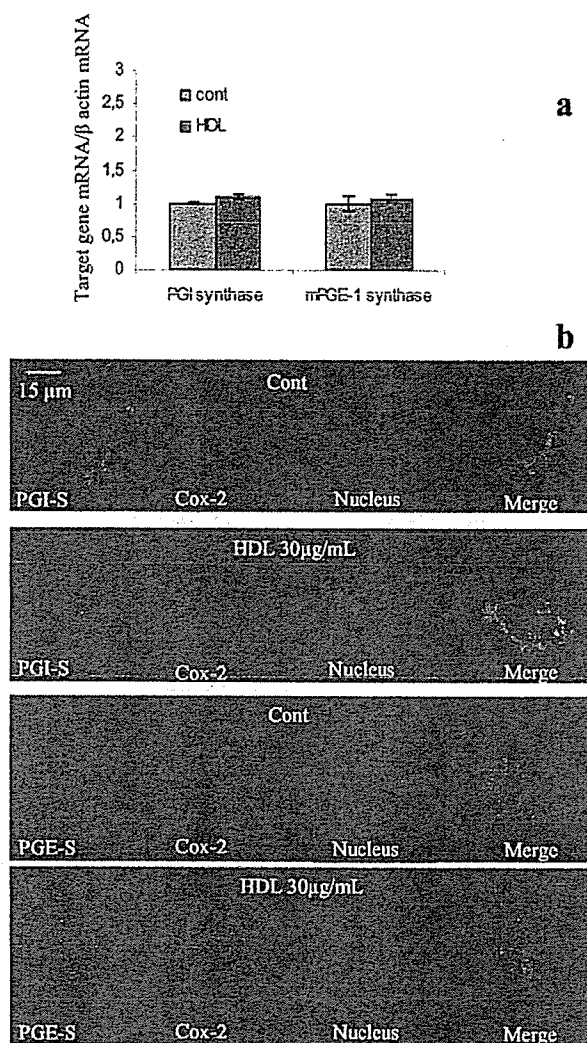 Target gene mRNA/β actin mRNA
3
2,5
2
1,5
1
0,5
0
cont
HDL
a
PGI synthase
mPGE-1 synthase
b
15 µm
Cont
PGI-S Cox-2 Nucleus Merge
HDL 30µg/mL
PGI-S Cox-2 Nucleus Merge
Cont
PGE-S Cox-2 Nucleus Merge
HDL 30µg/mL
PGE-S Cox-2 Nucleus Merge